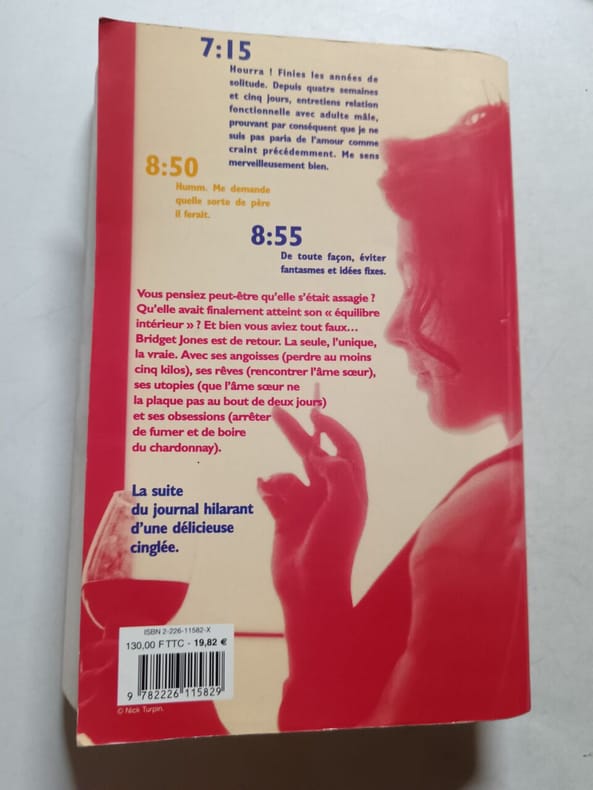 7:15
Hourra ! Finies les années de
solitude. Depuis quatre semaines
et cinq jours, entretiens relation
fonctionnelle avec adulte mâle,
prouvant par conséquent que je ne
suis pas paria de l'amour comme
craint précédemment. Me sens
merveilleusement bien.
8:50
Humm. Me demande
quelle sorte de père
il ferait.
8:55
De toute façon, éviter
fantasmes et idées fixes.
Vous pensiez peut-être qu'elle s'était assagie ?
Qu'elle avait finalement atteint son « équilibre
intérieur » ? Et bien vous aviez tout faux...
Bridget Jones est de retour. La seule, l'unique,
la vraie. Avec ses angoisses (perdre au moins
cinq kilos), ses rêves (rencontrer l'âme sœur),
ses utopies (que l'âme sœur ne
la plaque pas au bout de deux jours)
et ses obsessions (arrêter
de fumer et de boire
du chardonnay).
La suite
du journal hilarant
d'une délicieuse
cinglée.
ISBN 2-226-11582-X
130,00 F TTC - 19,82 €
9 782226 115829
© Nick Turpin.